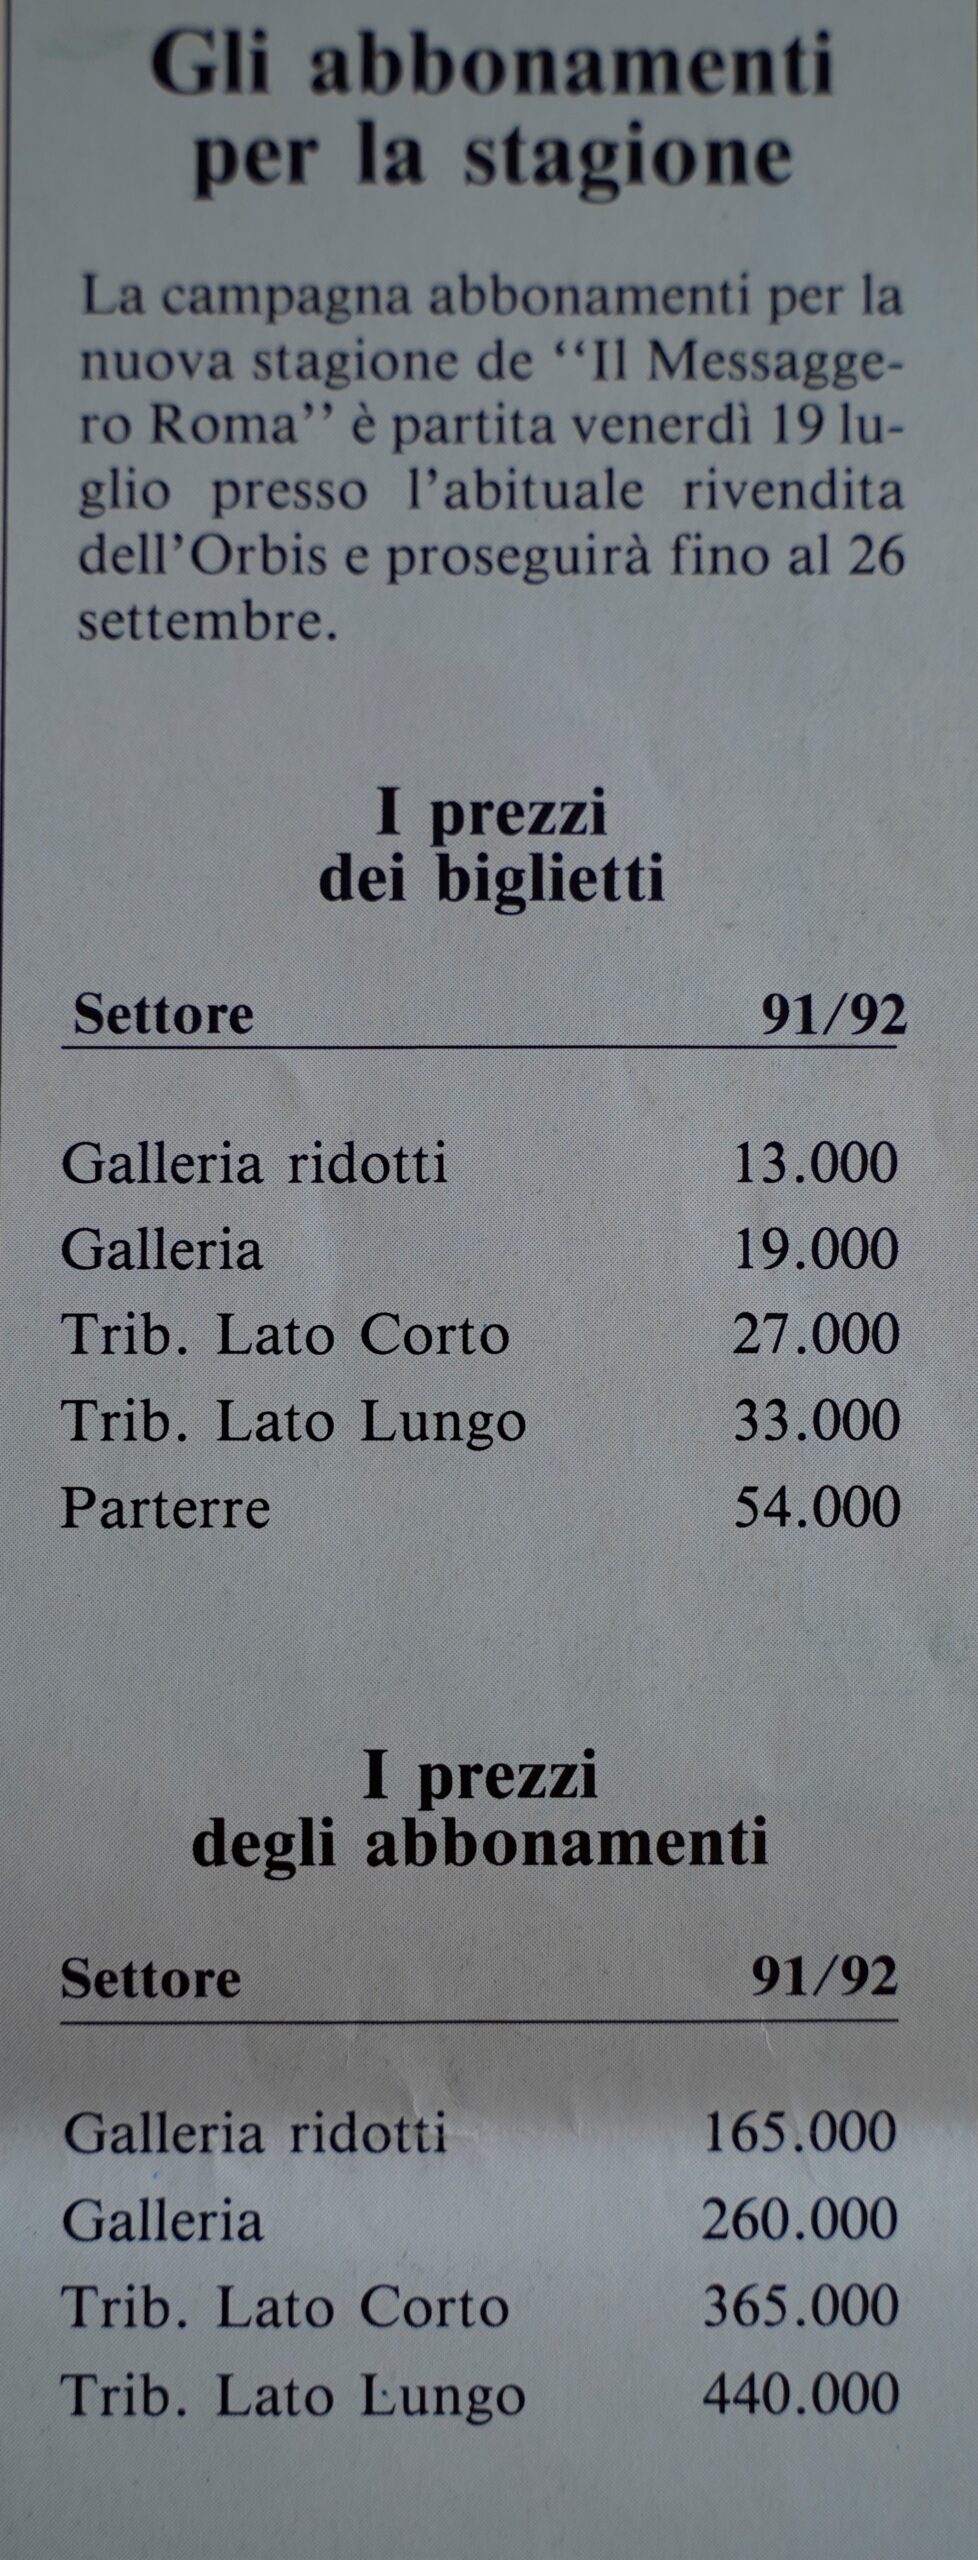 Gli abbonamenti
per la stagione
La campagna abbonamenti per la
nuova stagione de “Il Messagge-
ro Roma” è partita venerdì 19 lu-
glio presso l’abituale rivendita
dell’Orbis e proseguirà fino al 26
settembre.
I prezzi
dei biglietti
Settore 91/92
Galleria ridotti 13.000
Galleria 19.000
Trib. Lato Corto 27.000
Trib. Lato Lungo 33.000
Parterre 54.000
I prezzi
degli abbonamenti
Settore 91/92
Galleria ridotti 165.000
Galleria 260.000
Trib. Lato Corto 365.000
Trib. Lato Lungo 440.000